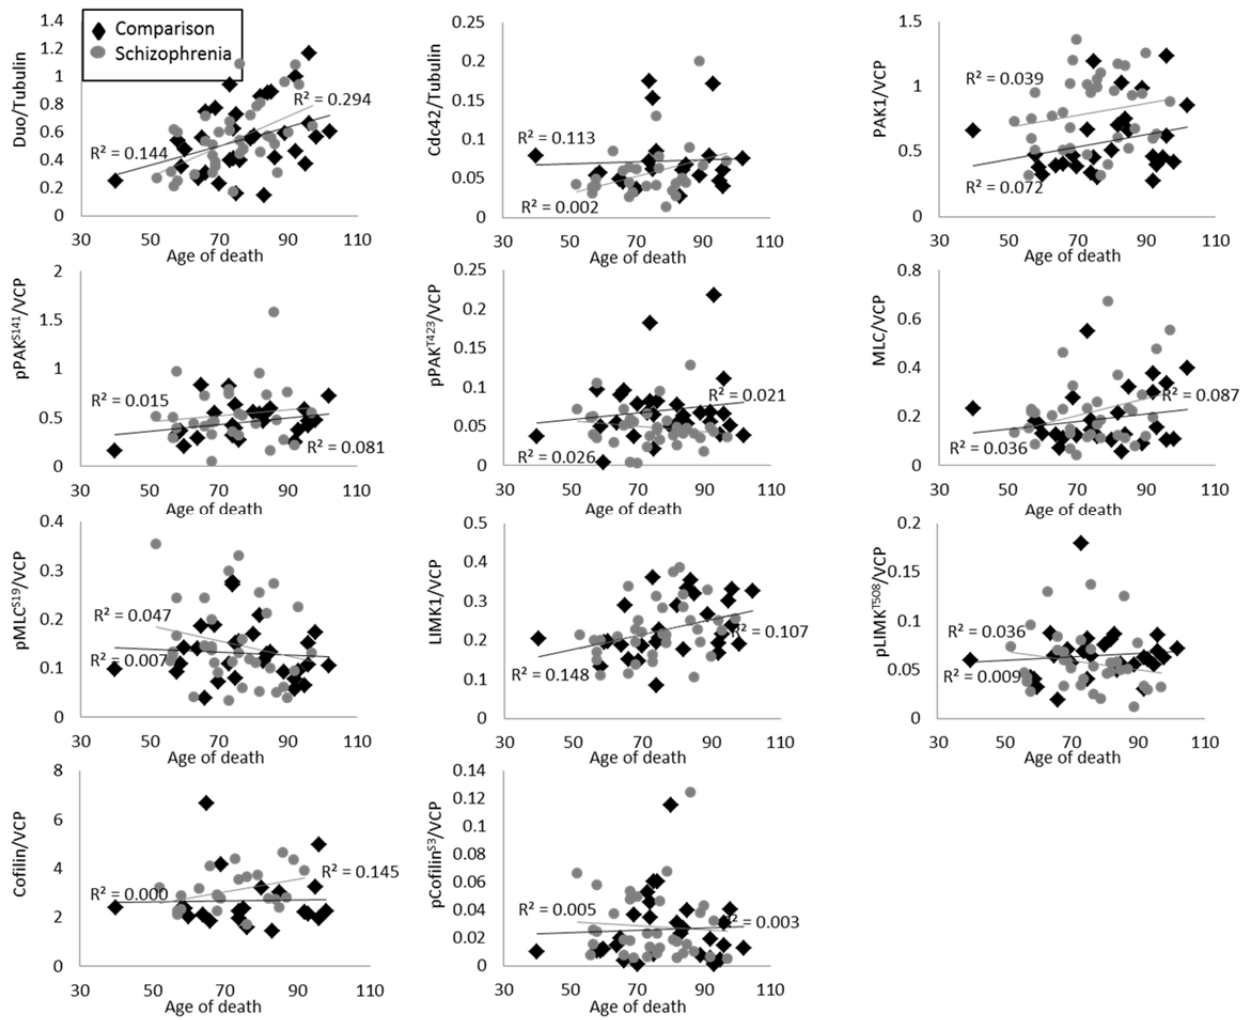 Comparison
Schizophrenia
Duo/Tubulin
1.4
1.2
1
0.8
0.6
0.4
0.2
0
R² = 0.294
R² = 0.144
30 50 70 90 110
Age of death
Cdc42/Tubulin
0.25
0.2
0.15
0.1
0.05
0
R² = 0.113
R² = 0.002
30 50 70 90 110
Age of death
PAK1/VCP
1.5
1
0.5
0
R² = 0.039
R² = 0.072
30 50 70 90 110
Age of death
pPAKS141/VCP
2
1.5
1
0.5
0
R² = 0.015
R² = 0.081
30 50 70 90 110
Age of death
pPAKT423/VCP
0.25
0.2
0.15
0.1
0.05
0
R² = 0.021
R² = 0.026
30 50 70 90 110
Age of death
MLC/VCP
0.8
0.6
0.4
0.2
0
R² = 0.087
R² = 0.036
30 50 70 90 110
Age of death
pMLCS19/VCP
0.4
0.3
0.2
0.1
0
R² = 0.047
R² = 0.007
30 50 70 90 110
Age of death
LIMK1/VCP
0.5
0.4
0.3
0.2
0.1
0
R² = 0.107
R² = 0.148
30 50 70 90 110
Age of death
pLIMKT508/VCP
0.2
0.15
0.1
0.05
0
R² = 0.036
R² = 0.009
30 50 70 90 110
Age of death
Cofilin/VCP
8
6
4
2
0
R² = 0.145
R² = 0.000
30 50 70 90 110
Age of death
pCofilinS3/VCP
0.14
0.12
0.1
0.08
0.06
0.04
0.02
0
R² = 0.005
R² = 0.003
30 50 70 90 110
Age of death